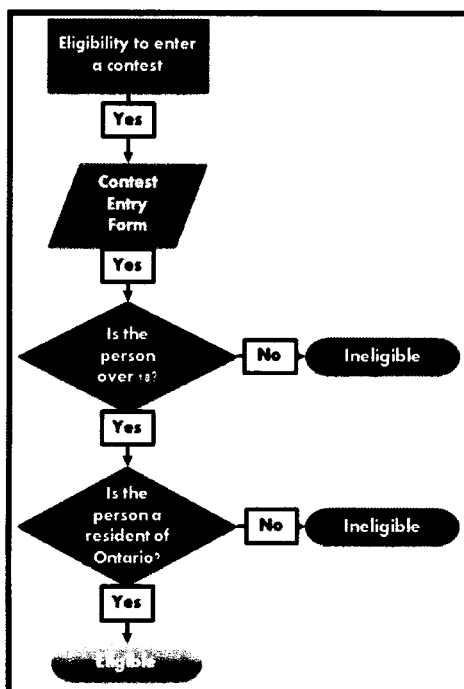 Eligibility to enter
a contest
Yes
Contest
Entry
Form
Yes
Is the
person
over 18?
No
Ineligible
Yes
Is the
person a
resident of
Ontario?
No
Ineligible
Yes
Eligible